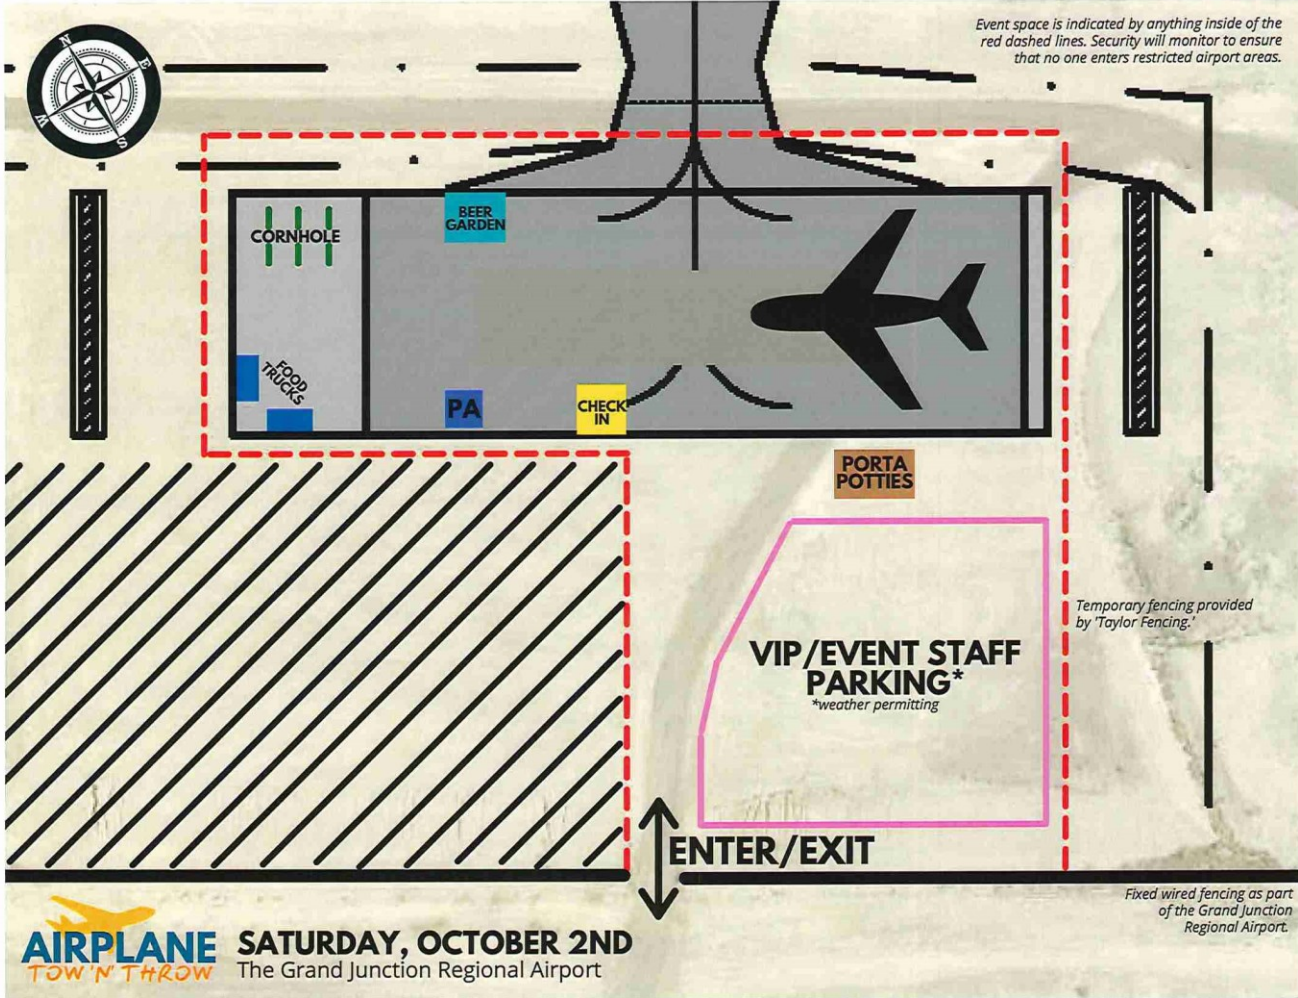 Event space is indicated by anything inside of the
red dashed lines. Security will monitor to ensure
that no one enters restricted airport areas.
N
E
W
S
BEER
GARDEN
CORNHOLE
FOOD
TRUCKS
PA
CHECK
IN
PORTA
POTTIES
Temporary fencing provided
by 'Taylor Fencing.'
VIP/EVENT STAFF
PARKING*
*weather permitting
ENTER/EXIT
Fixed wired fencing as part
of the Grand Junction
Regional Airport.
AIRPLANE
TOW 'N' THROW
SATURDAY, OCTOBER 2ND
The Grand Junction Regional Airport